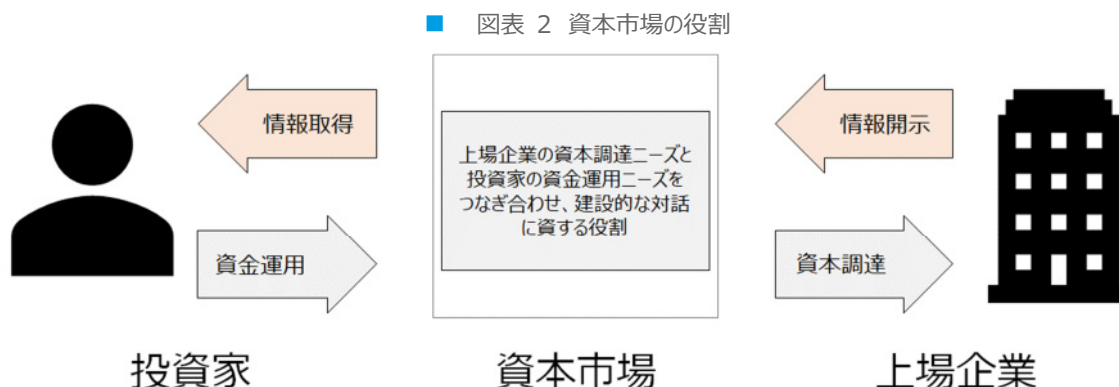 ■ 図表 2 資本市場の役割
情報取得
情報開示
上場企業の資本調達ニーズと
投資家の資金運用ニーズを
つなぎ合わせ、建設的な対話
に資する役割
資金運用
資本調達
投資家
資本市場
上場企業